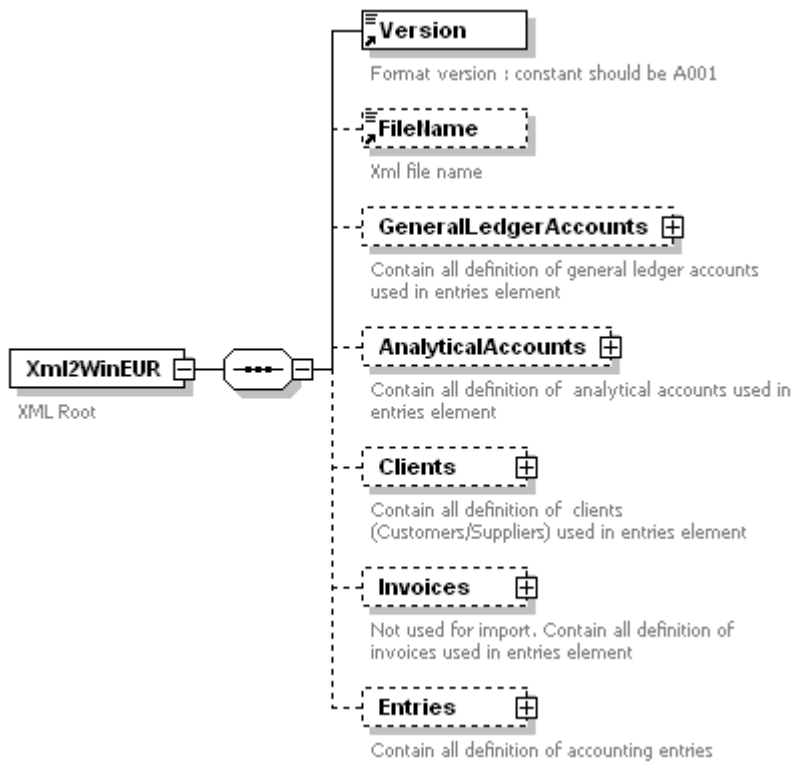 Version
Format version : constant should be A001
FileName
Xml file name
GeneralLedgerAccounts
Contain all definition of general ledger accounts
used in entries element
AnalyticalAccounts
Contain all definition of  analytical accounts used in
entries element
Xml2WinEUR
XML Root
Clients
Contain all definition of  clients
(Customers/Suppliers) used in entries element
Invoices
Not used for import. Contain all definition of
invoices used in entries element
Entries
Contain all definition of accounting entries